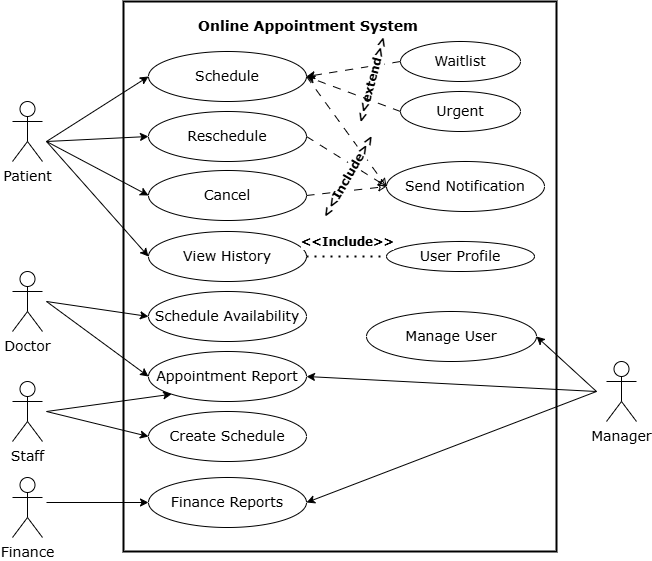 Online Appointment System
Schedule
Waitlist
<<extend>>
Urgent
Patient
Reschedule
<<Include>>
Cancel
Send Notification
View History
<<Include>>
User Profile
Doctor
Schedule Availability
Manage User
Appointment Report
Staff
Create Schedule
Manager
Finance
Finance Reports